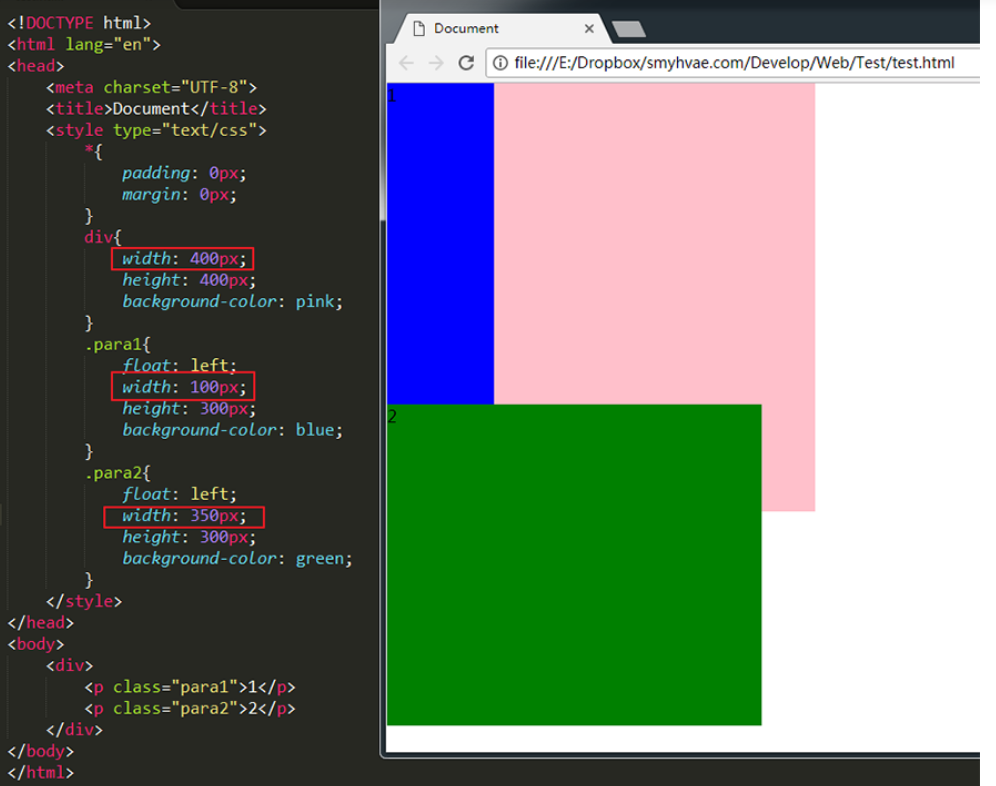 <!DOCTYPE html>
<html lang="en">
<head>
    <meta charset="UTF-8">
    <title>Document</title>
    <style type="text/css">
        *{
            padding: 0px;
            margin: 0px;
        }
        div{
            width: 400px;
            height: 400px;
            background-color: pink;
        }
        .para1{
            float: left;
            width: 100px;
            height: 300px;
            background-color: blue;
        }
        .para2{
            float: left;
            width: 350px;
            height: 300px;
            background-color: green;
        }
    </style>
</head>
<body>
    <div>
        <p class="para1">1</p>
        <p class="para2">2</p>
    </div>
</body>
</html>
Document
file:///E:/Dropbox/smyhvae.com/Develop/Web/Test/test.html
1
2